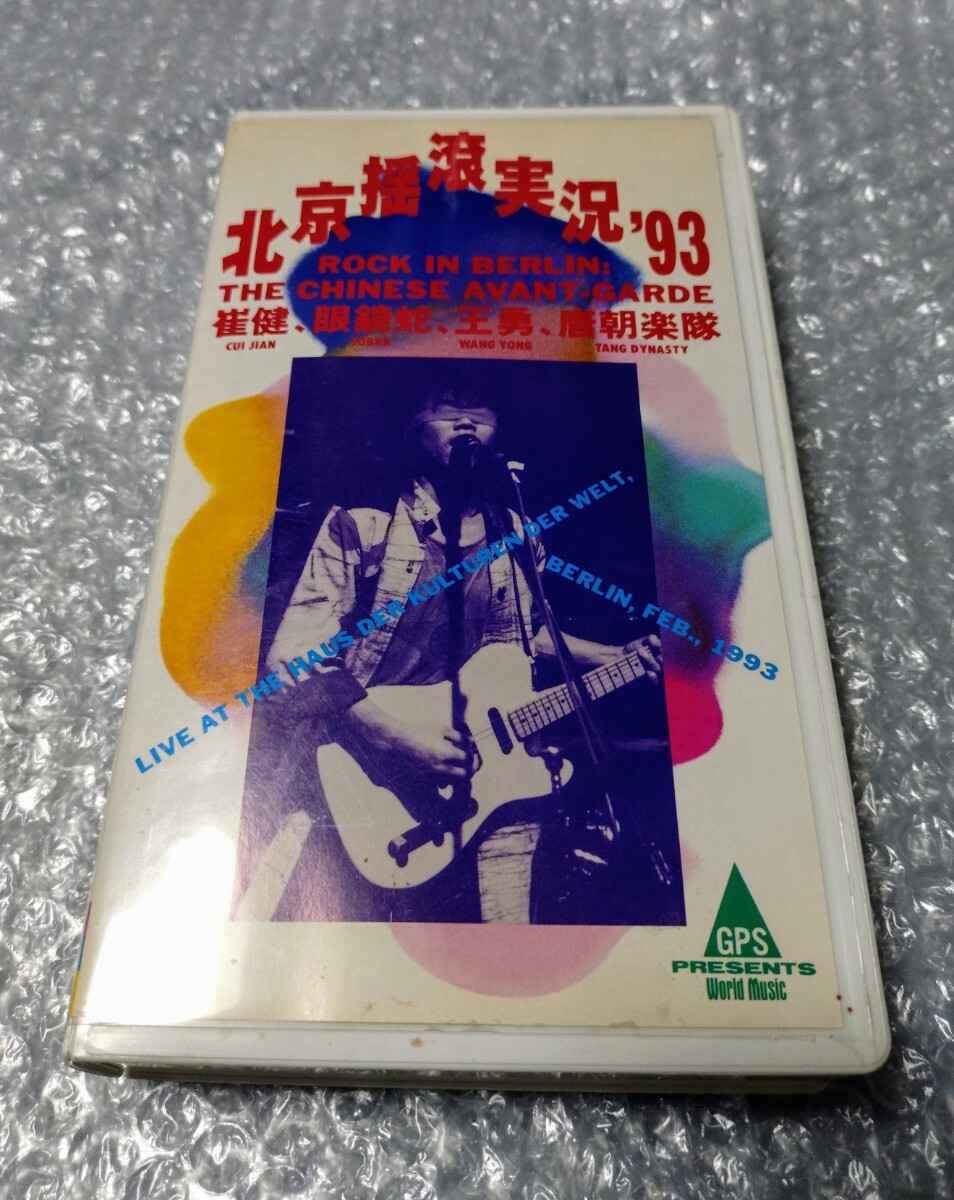 北京揺滾実況'93
ROCK IN BERLIN:
THE CHINESE AVANT-GARDE
崔健、眼鏡蛇、王勇、唐朝楽隊
CUI JIAN COBRA WANG YONG TANG DYNASTY
LIVE AT THE HAUS DER KULTUREN DER WELT,
BERLIN, FEB., 1993
GPS
PRESENTS
World Music